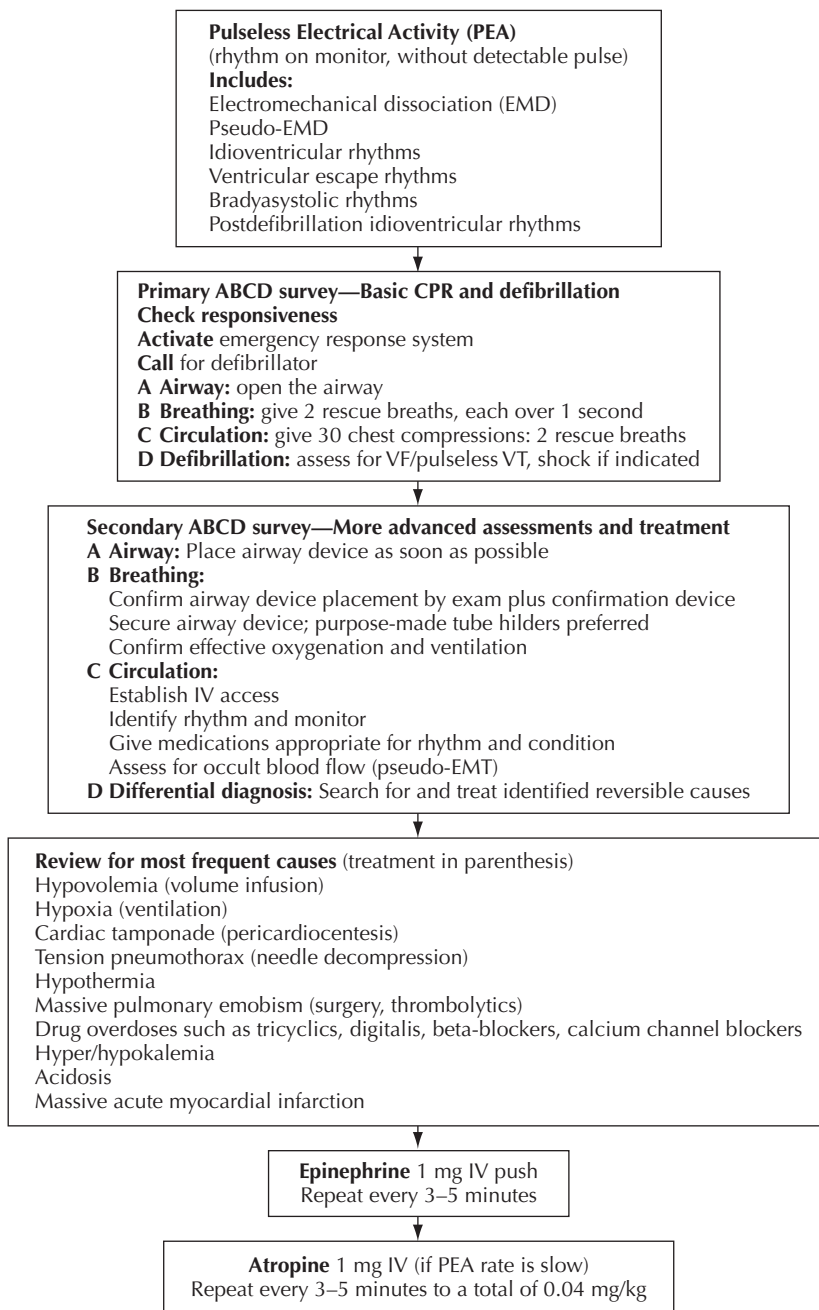 Pulseless Electrical Activity (PEA)
(rhythm on monitor, without detectable pulse)
Includes:
Electromechanical dissociation (EMD)
Pseudo-EMD
Idioventricular rhythms
Ventricular escape rhythms
Bradyasystolic rhythms
Postdefibrillation idioventricular rhythms
Primary ABCD survey—Basic CPR and defibrillation
Check responsiveness
Activate emergency response system
Call for defibrillator
A Airway: open the airway
B Breathing: give 2 rescue breaths, each over 1 second
C Circulation: give 30 chest compressions: 2 rescue breaths
D Defibrillation: assess for VF/pulseless VT, shock if indicated
Secondary ABCD survey—More advanced assessments and treatment
A Airway: Place airway device as soon as possible
B Breathing:
Confirm airway device placement by exam plus confirmation device
Secure airway device; purpose-made tube hilders preferred
Confirm effective oxygenation and ventilation
C Circulation:
Establish IV access
Identify rhythm and monitor
Give medications appropriate for rhythm and condition
Assess for occult blood flow (pseudo-EMT)
D Differential diagnosis: Search for and treat identified reversible causes
Review for most frequent causes (treatment in parenthesis)
Hypovolemia (volume infusion)
Hypoxia (ventilation)
Cardiac tamponade (pericardiocentesis)
Tension pneumothorax (needle decompression)
Hypothermia
Massive pulmonary emobism (surgery, thrombolytics)
Drug overdoses such as tricyclics, digitalis, beta-blockers, calcium channel blockers
Hyper/hypokalemia
Acidosis
Massive acute myocardial infarction
Epinephrine 1 mg IV push
Repeat every 3–5 minutes
Atropine 1 mg IV (if PEA rate is slow)
Repeat every 3–5 minutes to a total of 0.04 mg/kg